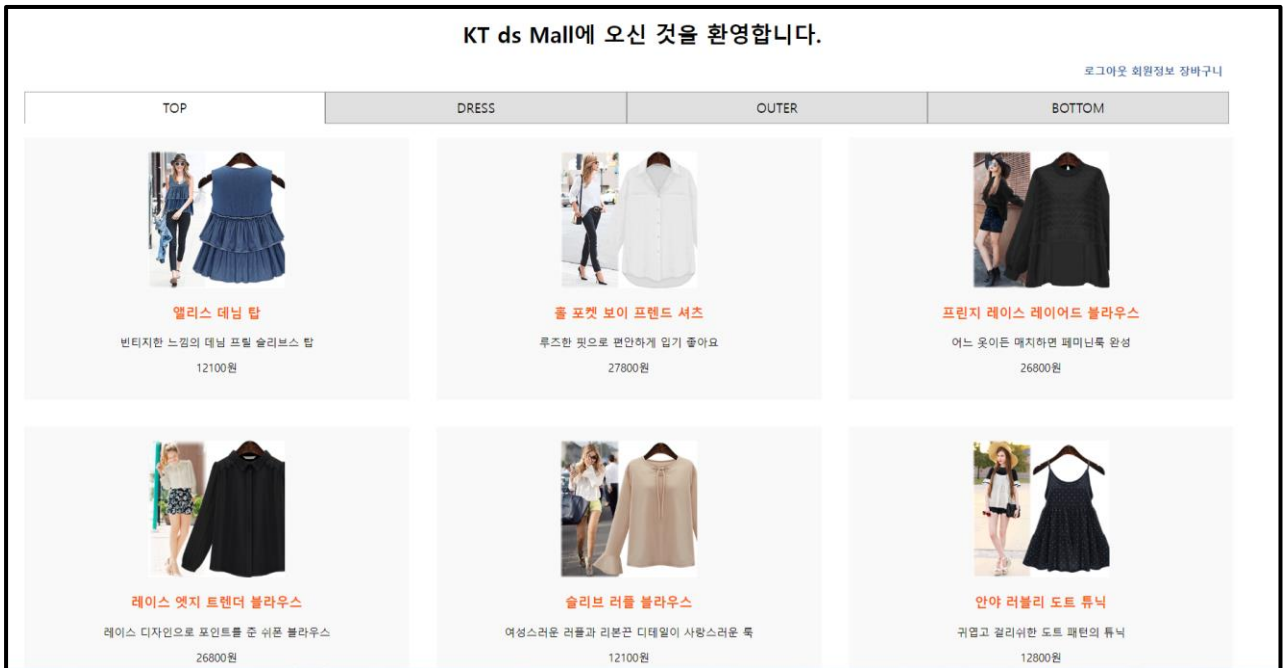 KT ds Mall에 오신 것을 환영합니다.
로그아웃 회원정보 장바구니
TOP DRESS OUTER BOTTOM
앨리스 데님 탑 홀 포켓 보이 프렌드 셔츠 프린지 레이스 레이어드 블라우스
빈티지한 느낌의 데님 프릴 슬리브스 탑 루즈한 핏으로 편안하게 입기 좋아요 어느 옷이든 매치하면 페미닌룩 완성
12100원 27800원 26800원
레이스 엣지 트렌더 블라우스 슬리브 러플 블라우스 안야 러블리 도트 튜닉
레이스 디자인으로 포인트를 준 쉬폰 블라우스 여성스러운 러플과 리본끈 디테일이 사랑스러운 룩 귀엽고 걸리쉬한 도트 패턴의 튜닉
26800원 12100원 12800원